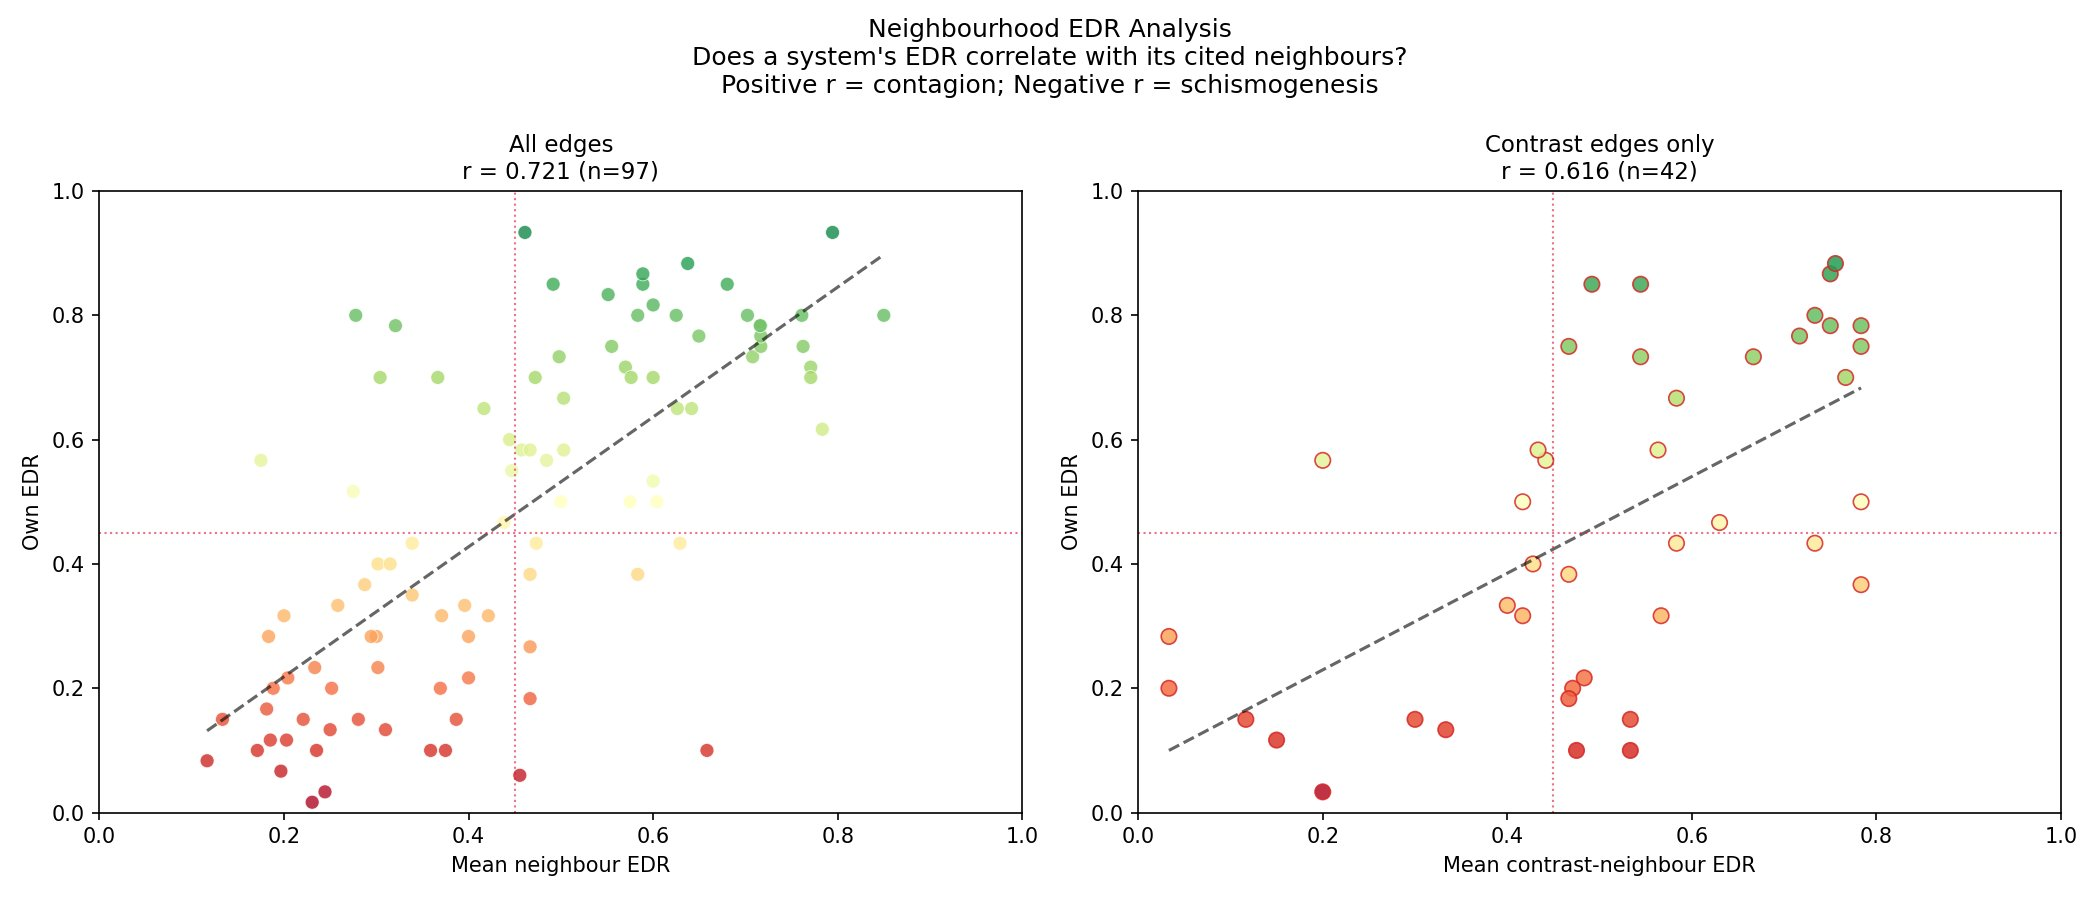 Neighbourhood EDR Analysis
Does a system's EDR correlate with its cited neighbours?
Positive r = contagion; Negative r = schismogenesis
All edges
r = 0.721 (n=97)
1.0
0.8
0.6
0.4
0.2
0.0
Own EDR
0.0 0.2 0.4 0.6 0.8 1.0
Mean neighbour EDR
Contrast edges only
r = 0.616 (n=42)
1.0
0.8
0.6
0.4
0.2
0.0
Own EDR
0.0 0.2 0.4 0.6 0.8 1.0
Mean contrast-neighbour EDR